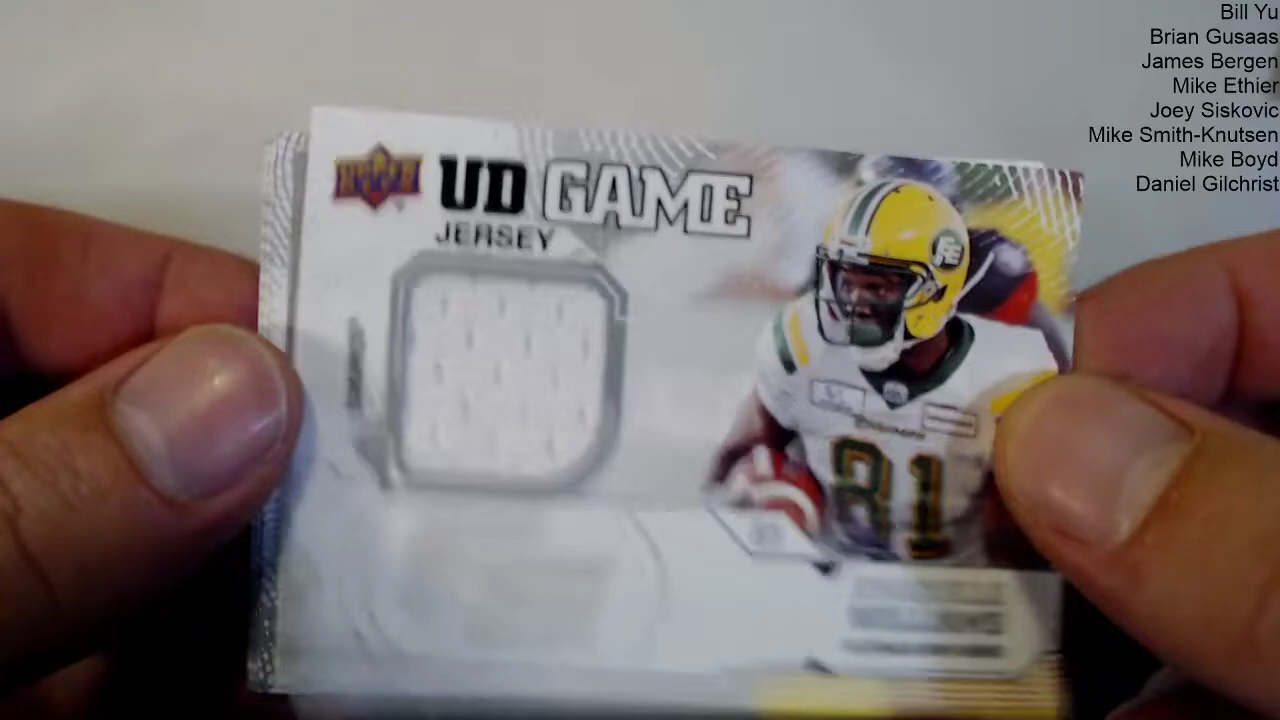 Bill Yu
Brian Gusaas
James Bergen
Mike Ethier
Joey Siskovic
Mike Smith-Knutsen
Mike Boyd
Daniel Gilchrist
UD GAME
JERSEY
81